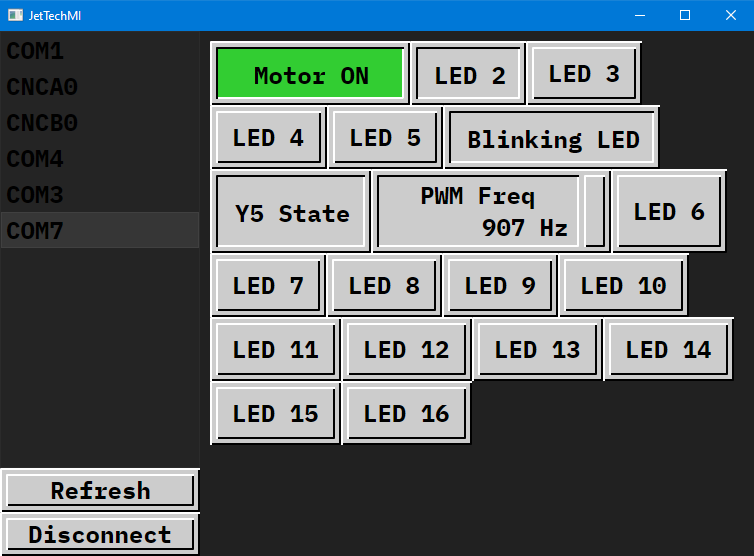 JetTechMI
COM1
CNCA0
CNCB0
COM4
COM3
COM7
Refresh
Disconnect
Motor ON
LED 2
LED 3
LED 4
LED 5
Blinking LED
Y5 State
PWM Freq
907 Hz
LED 6
LED 7
LED 8
LED 9
LED 10
LED 11
LED 12
LED 13
LED 14
LED 15
LED 16